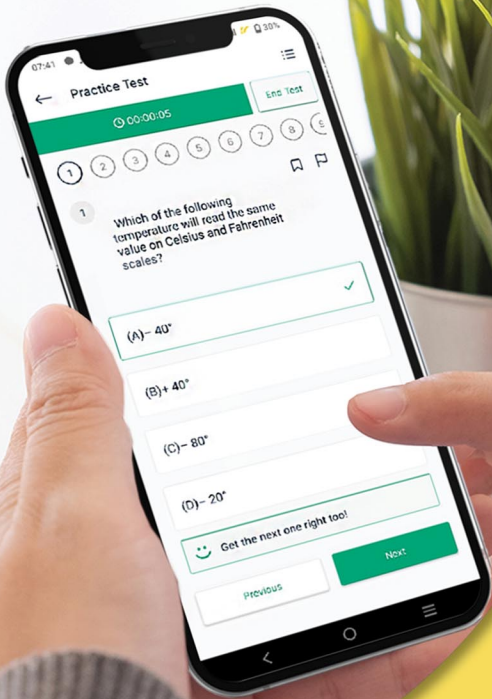 07:41 30%
← Practice Test
00:00:05 End Test
1 2 3 4 5 6 7 8
1 Which of the following
temperature will read the same
value on Celsius and Fahrenheit
scales?
(A)– 40°
(B)+ 40°
(C)– 80°
(D)– 20°
Get the next one right too!
Previous Next